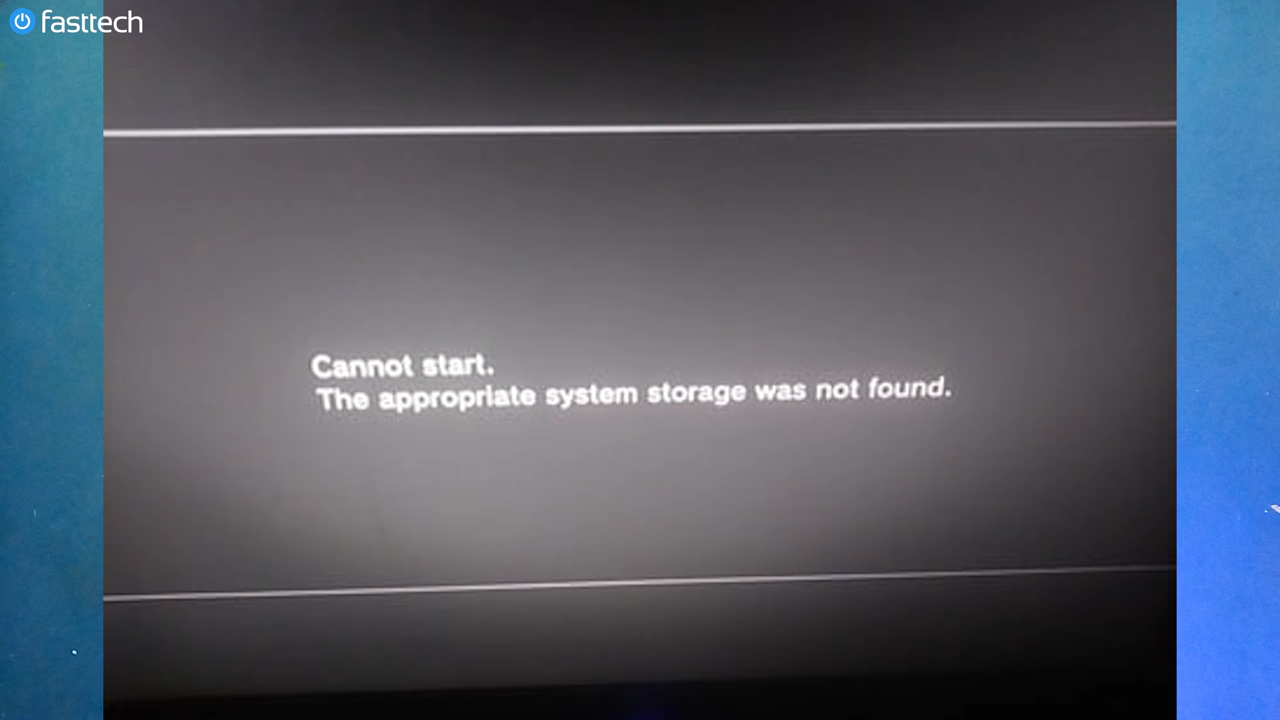 fasttech
Cannot start.
The appropriate system storage was not found.